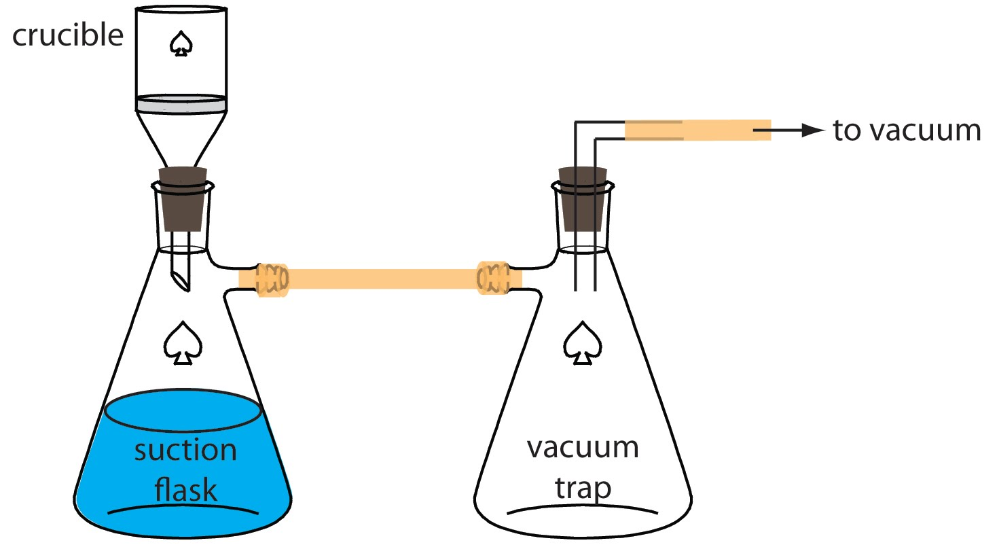 crucible
to vacuum
suction
flask
vacuum
trap